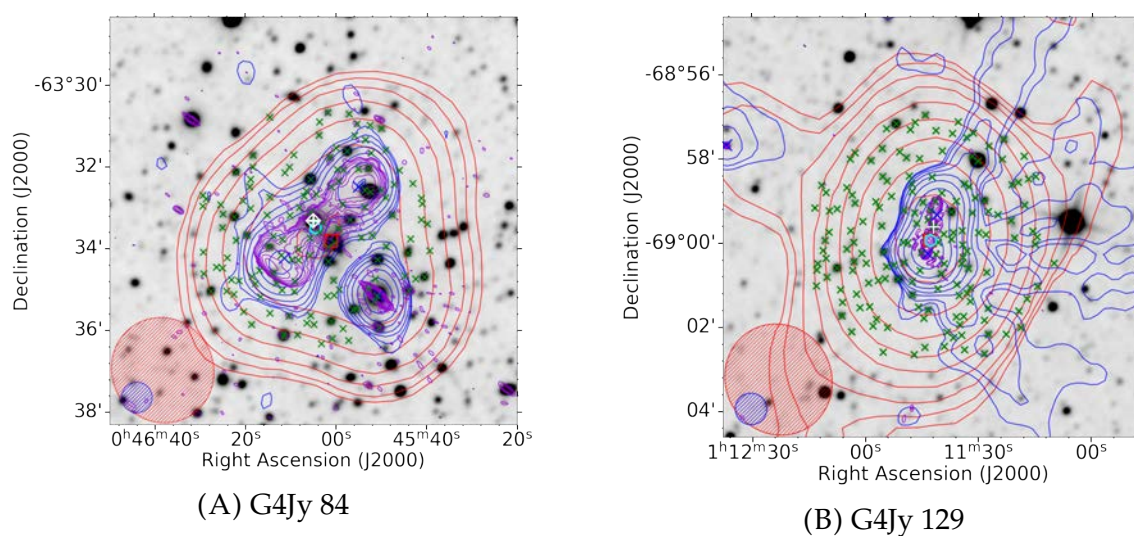 -63°30'
32'
34'
36'
38'
Declination (J2000)
0ʰ46ᵐ40ˢ 20ˢ 00ˢ 45ᵐ40ˢ 20ˢ
Right Ascension (J2000)
(A) G4Jy 84
-68°56'
58'
-69°00'
02'
04'
Declination (J2000)
1ʰ12ᵐ30ˢ 00ˢ 11ᵐ30ˢ 00ˢ
Right Ascension (J2000)
(B) G4Jy 129